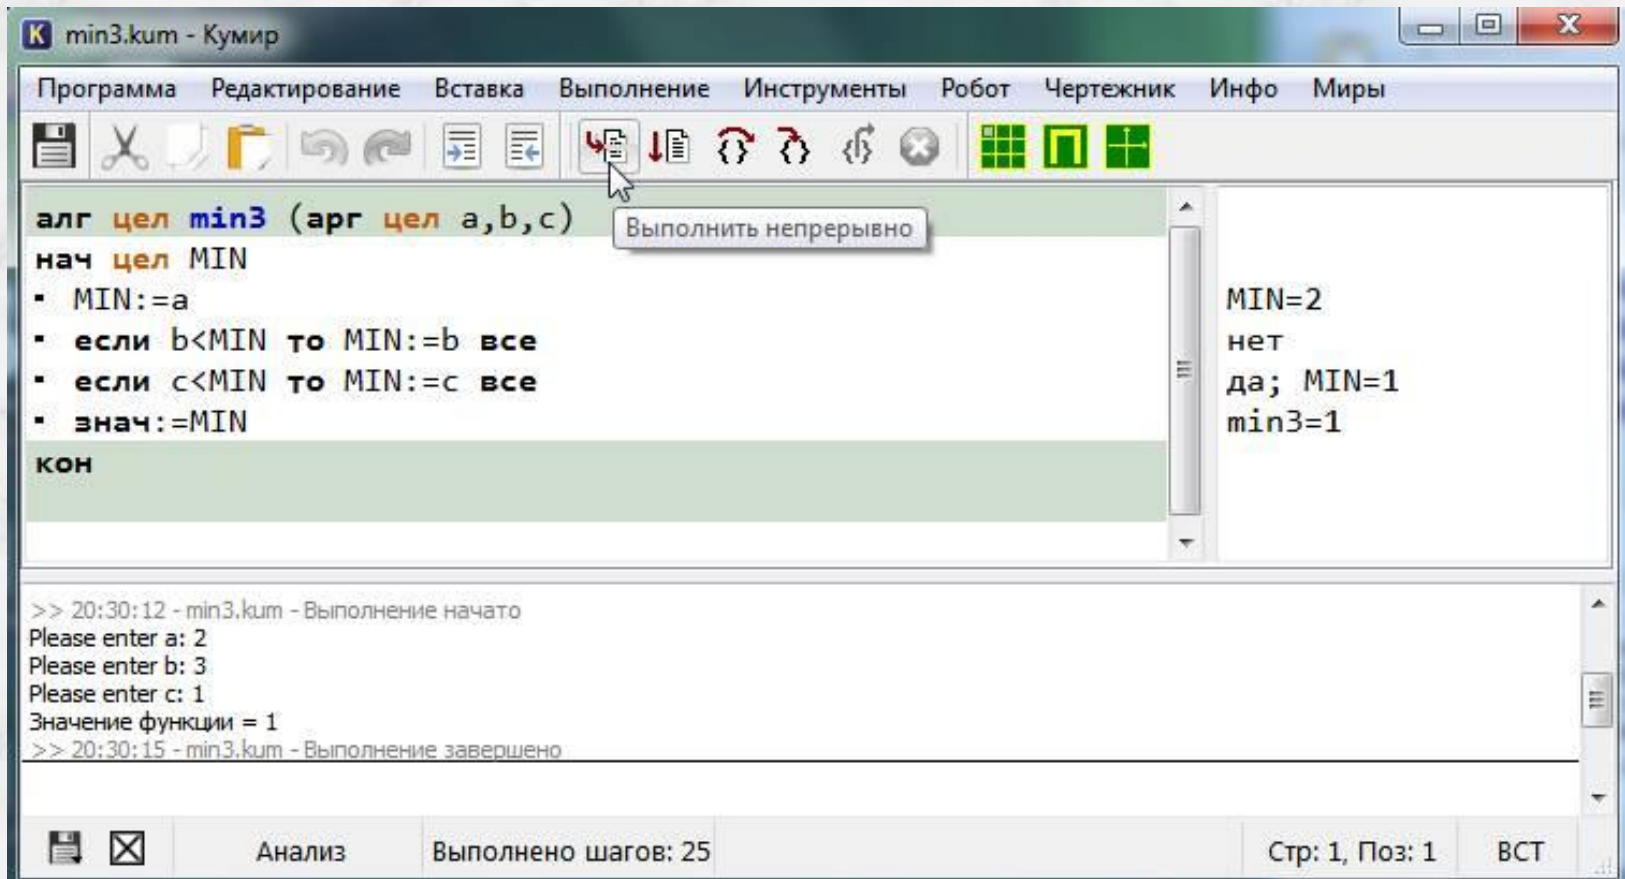 min3.kum - Кумир
Программа Редактирование Вставка Выполнение Инструменты Робот Чертежник Инфо Миры
алг цел min3 (арг цел a,b,c)
Выполнить непрерывно
нач цел MIN
MIN:=a
MIN=2
если b<MIN то MIN:=b все
нет
если c<MIN то MIN:=c все
да; MIN=1
знач:=MIN
min3=1
кон
>> 20:30:12 - min3.kum - Выполнение начато
Please enter a: 2
Please enter b: 3
Please enter c: 1
Значение функции = 1
>> 20:30:15 - min3.kum - Выполнение завершено
Анализ
Выполнено шагов: 25
Стр: 1, Поз: 1
ВСТ